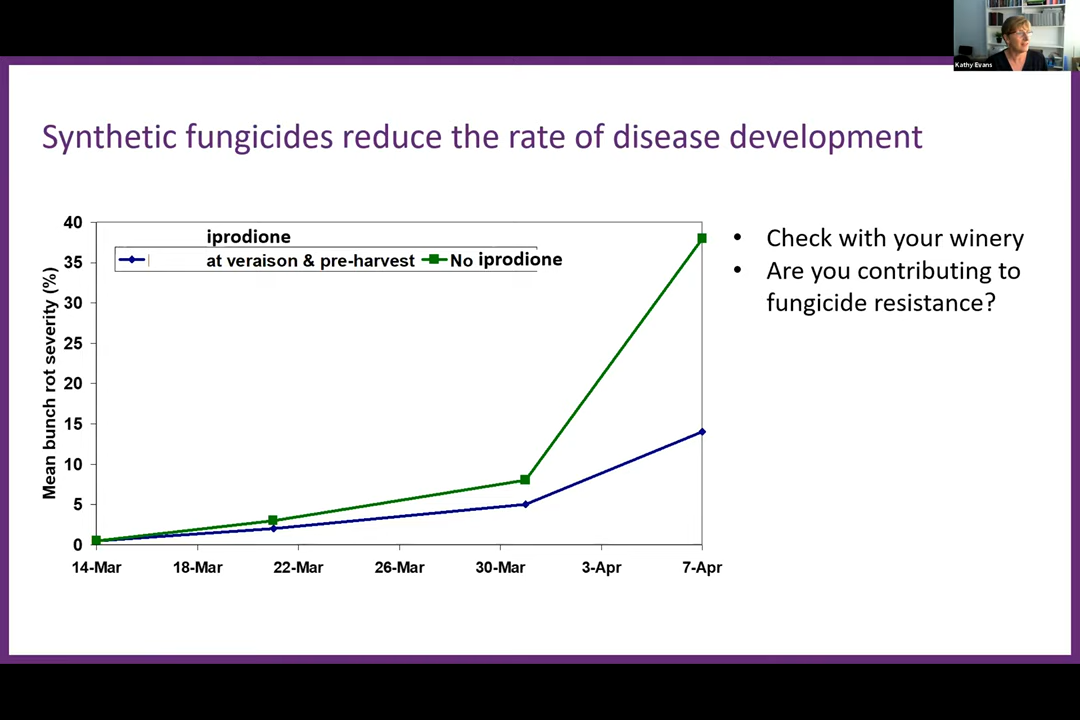 Kathy Evans
Synthetic fungicides reduce the rate of disease development
Mean bunch rot severity (%)
40
35
30
25
20
15
10
5
0
iprodione
at veraison & pre-harvest
No iprodione
14-Mar 18-Mar 22-Mar 26-Mar 30-Mar 3-Apr 7-Apr
• Check with your winery
• Are you contributing to
fungicide resistance?